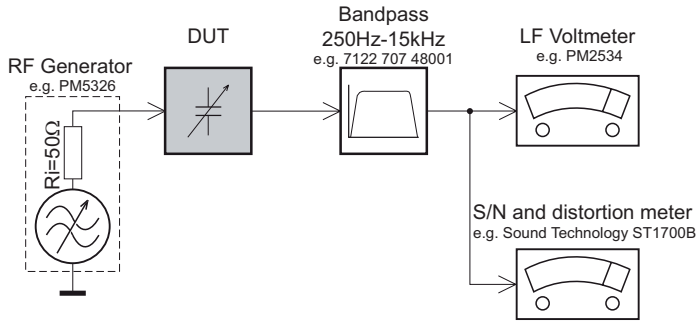 Bandpass
DUT
250Hz-15kHz
LF Voltmeter
e.g. 7122 707 48001
e.g. PM2534
RF Generator
e.g. PM5326
Ri=50Ω
S/N and distortion meter
e.g. Sound Technology ST1700B